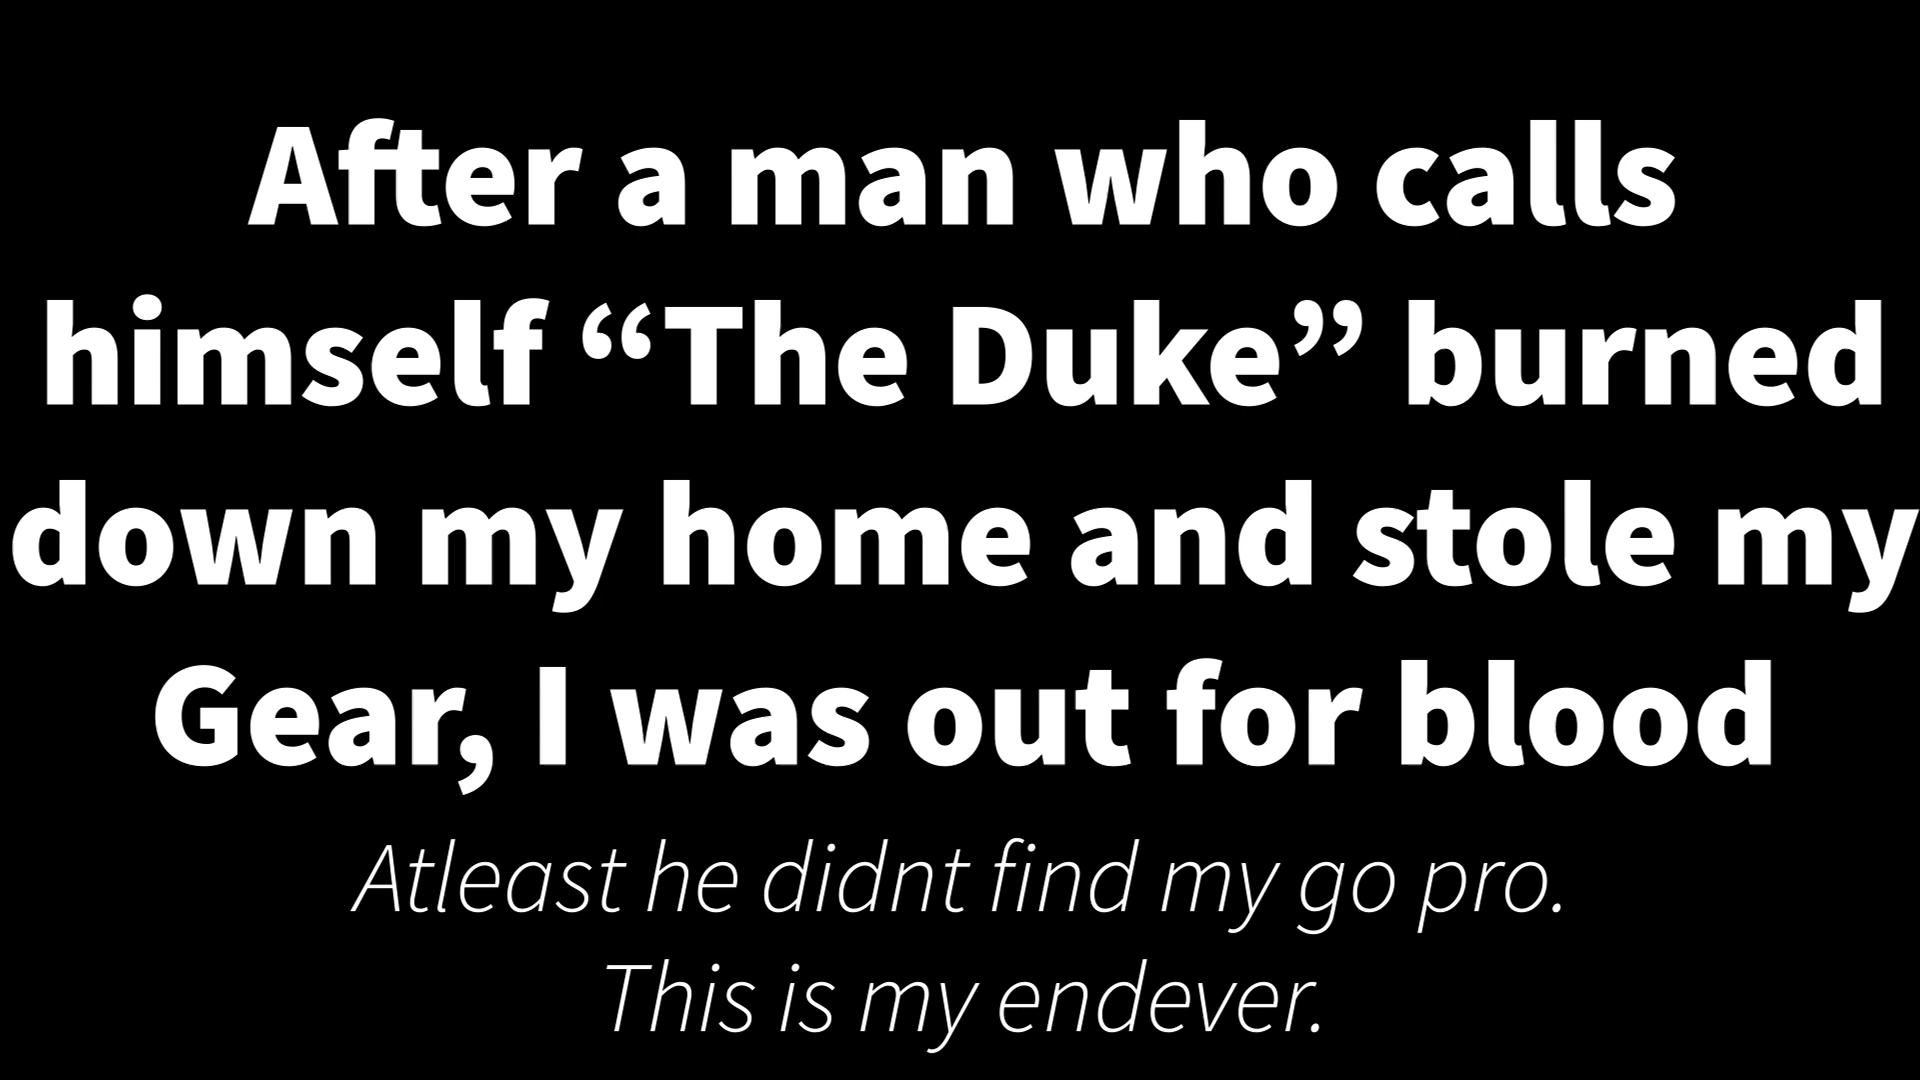 After a man who calls
himself “The Duke” burned
down my home and stole my
Gear, I was out for blood
Atleast he didnt find my go pro.
This is my endever.